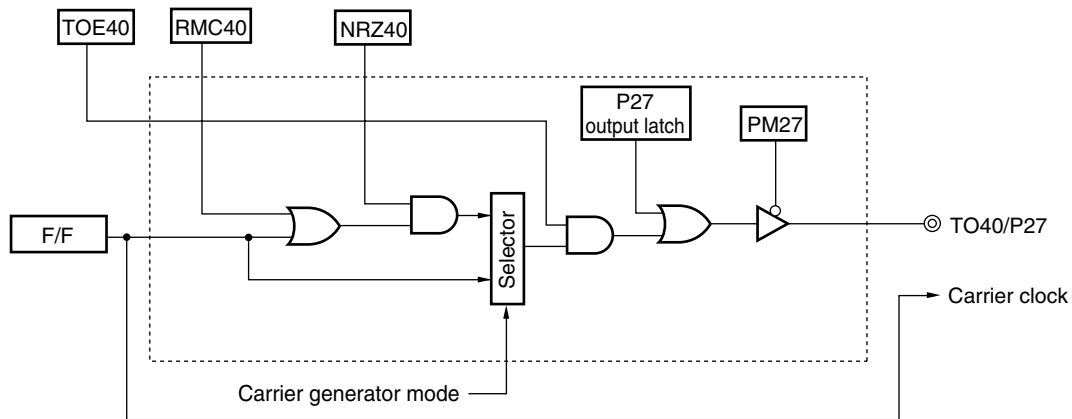 TOE40
RMC40
NRZ40
P27
output latch
PM27
F/F
Selector
TO40/P27
Carrier clock
Carrier generator mode